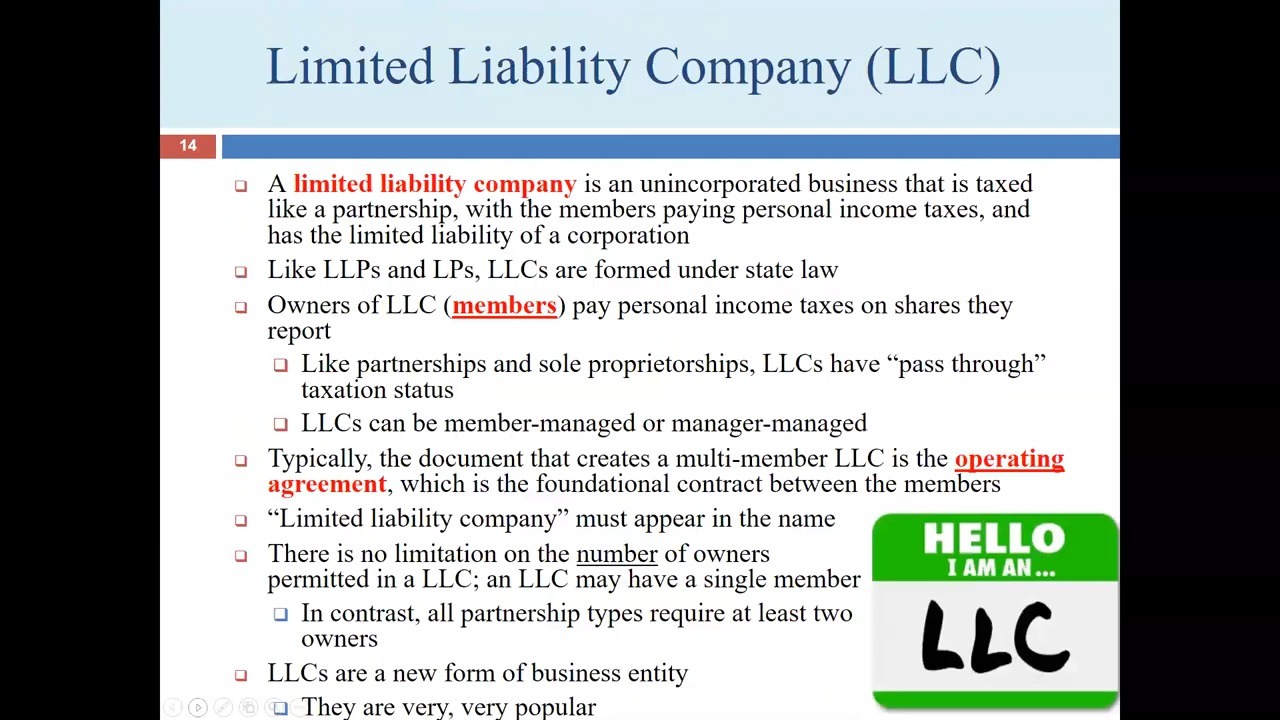 Limited Liability Company (LLC)
14
A limited liability company is an unincorporated business that is taxed
like a partnership, with the members paying personal income taxes, and
has the limited liability of a corporation
Like LLPs and LPs, LLCs are formed under state law
Owners of LLC (members) pay personal income taxes on shares they
report
Like partnerships and sole proprietorships, LLCs have “pass through”
taxation status
LLCs can be member-managed or manager-managed
Typically, the document that creates a multi-member LLC is the operating
agreement, which is the foundational contract between the members
“Limited liability company” must appear in the name
There is no limitation on the number of owners
permitted in a LLC; an LLC may have a single member
In contrast, all partnership types require at least two
owners
LLCs are a new form of business entity
They are very, very popular
HELLO
I AM AN...
LLC